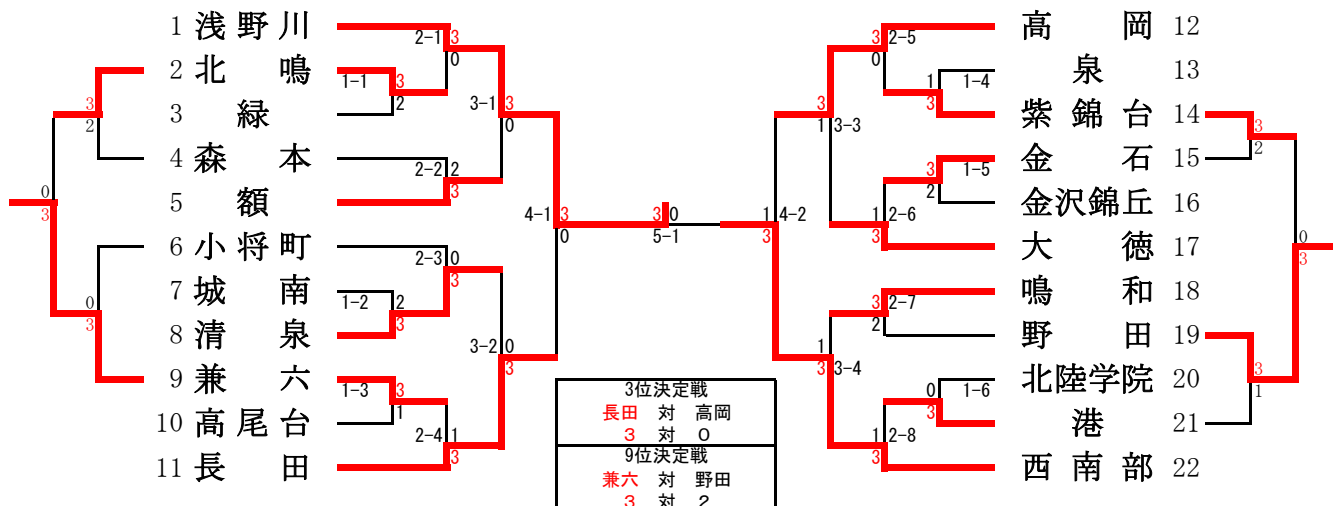 1 浅野川 2-1 3 3 2-5 高岡 12
0 0
2 北鳴 1-1 3 1 1-4 泉 13
3 3-1 3 3
3 緑 2 3 紫錦台 14 3
2 0 1 3-3 2
4 森本 2-2 2 3 1-5 金石 15
3 2
5 額 金沢錦丘 16
0 4-1 3 3 0 1 4-2 1 2-6
3 0 5-1 3 3 0
6 小将町 2-3 0 大徳 17 3
3
7 城南 1-2 2 3 2-7 鳴和 18
0 3 2
3 8 清泉 野田 19
3-2 0 1
3 3 3-4 3
9 兼六 1-3 3 3位決定戦 0 1-6 北陸学院 20 1
1 長田 対 高岡 3
10 高尾台 3 対 0 港 21
2-4 1 1 2-8
3 9位決定戦 3
11 長田 兼六 対 野田 西南部 22
3 対 2